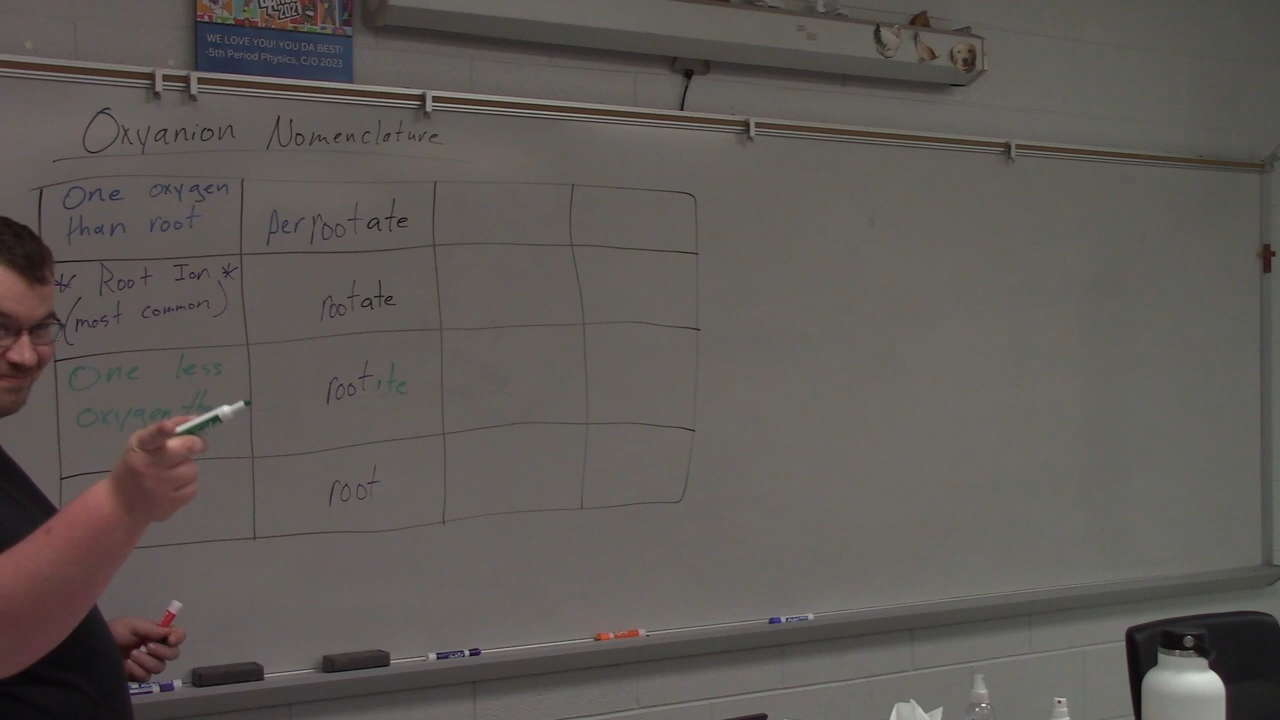 2021
WE LOVE YOU! YOU DA BEST!
-5th Period Physics, C/O 2023
Oxyanion Nomenclature
One oxygen
than root
perrootate
* Root Ion *
(most common)
rootate
One less
oxygen
rootite
root